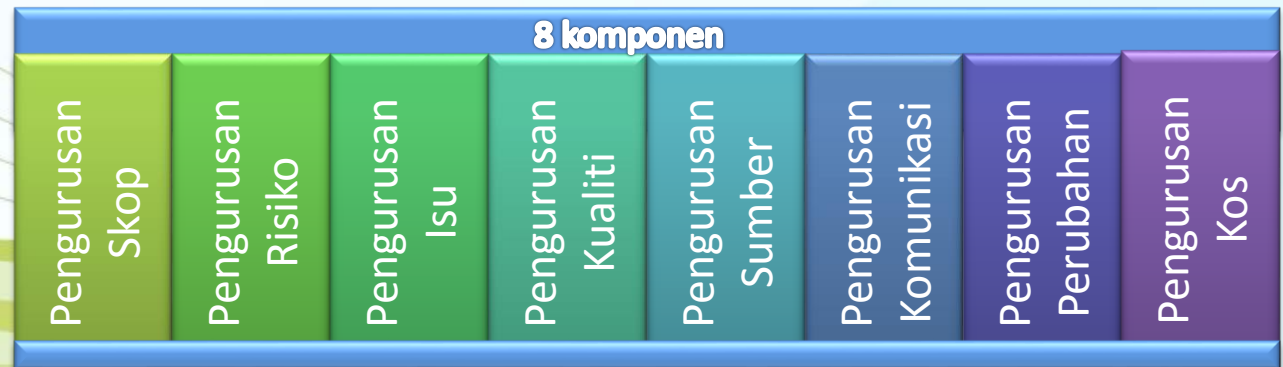 8 komponen
Pengurusan
Skop
Pengurusan
Risiko
Pengurusan
Isu
Pengurusan
Kualiti
Pengurusan
Sumber
Pengurusan
Komunikasi
Pengurusan
Perubahan
Pengurusan
Kos